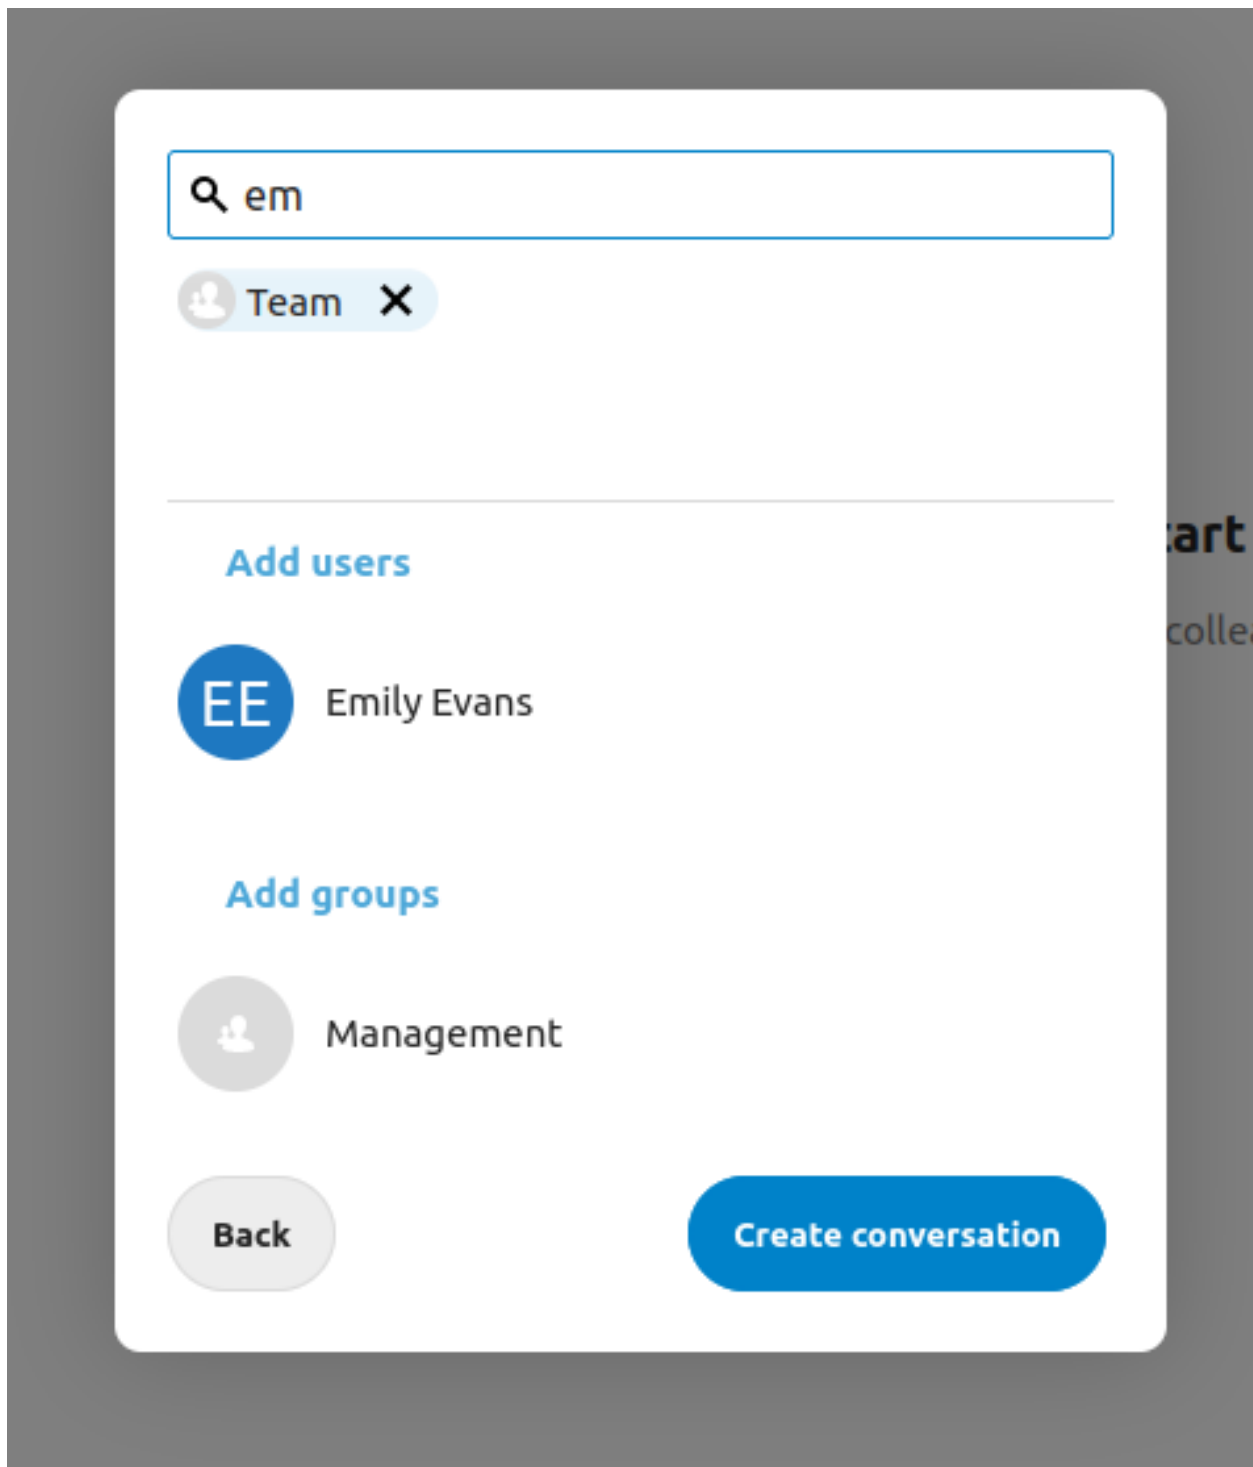 em
Team
Add users
EE
Emily Evans
Add groups
Management
Back
Create conversation